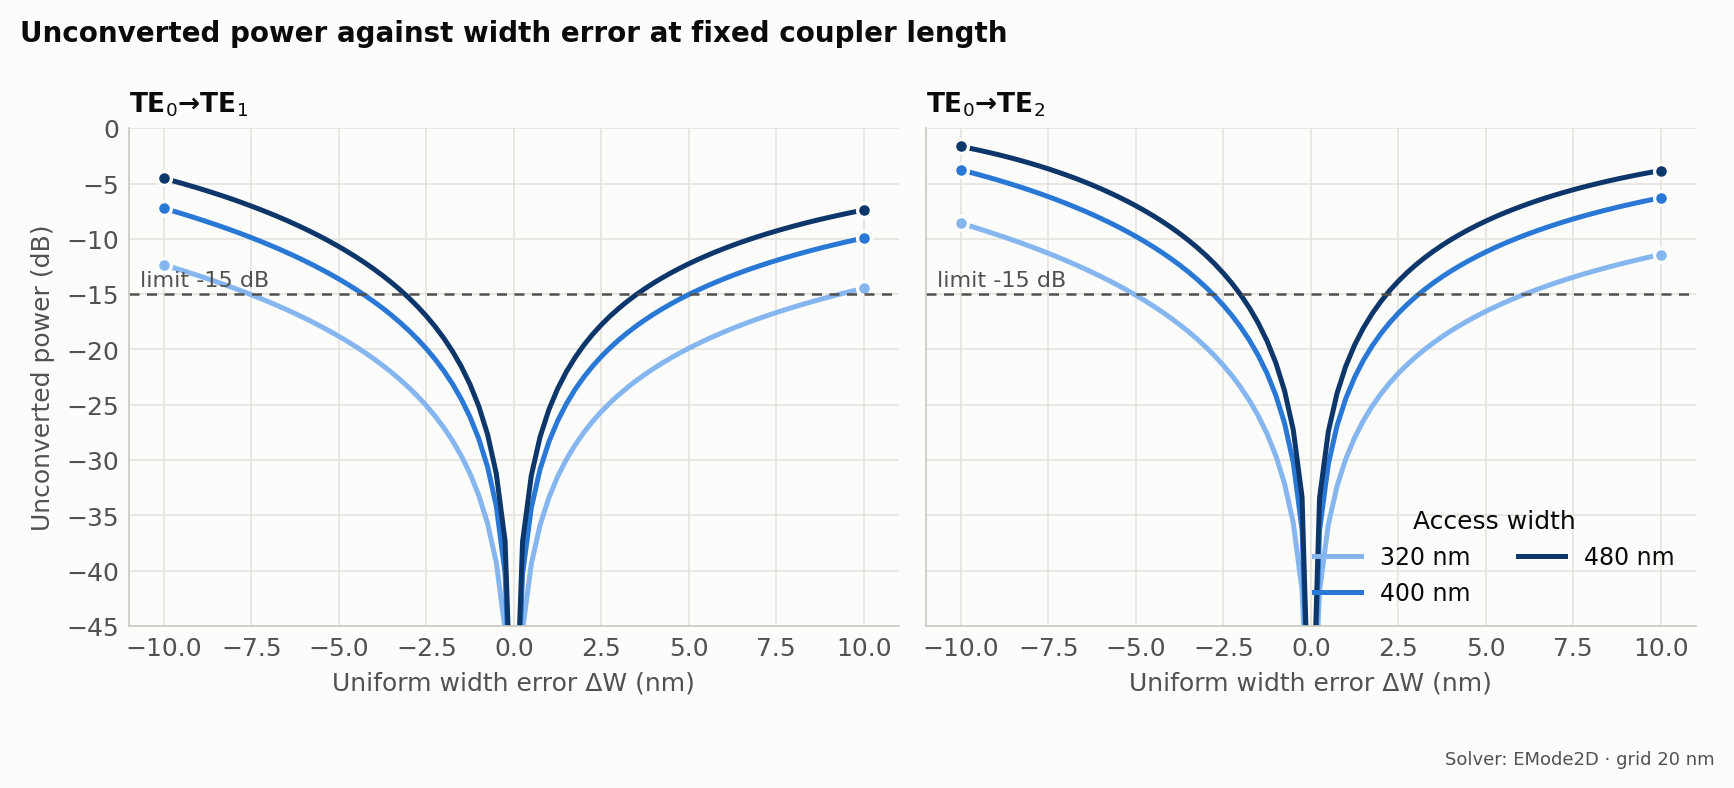 Unconverted power against width error at fixed coupler length
TE₀→TE₁
TE₀→TE₂
0
−5
−10
−15
−20
−25
−30
−35
−40
−45
Unconverted power (dB)
limit -15 dB
limit -15 dB
Access width
320 nm
480 nm
400 nm
−10.0 −7.5 −5.0 −2.5 0.0 2.5 5.0 7.5 10.0
−10.0 −7.5 −5.0 −2.5 0.0 2.5 5.0 7.5 10.0
Uniform width error ΔW (nm)
Uniform width error ΔW (nm)
Solver: EMode2D · grid 20 nm